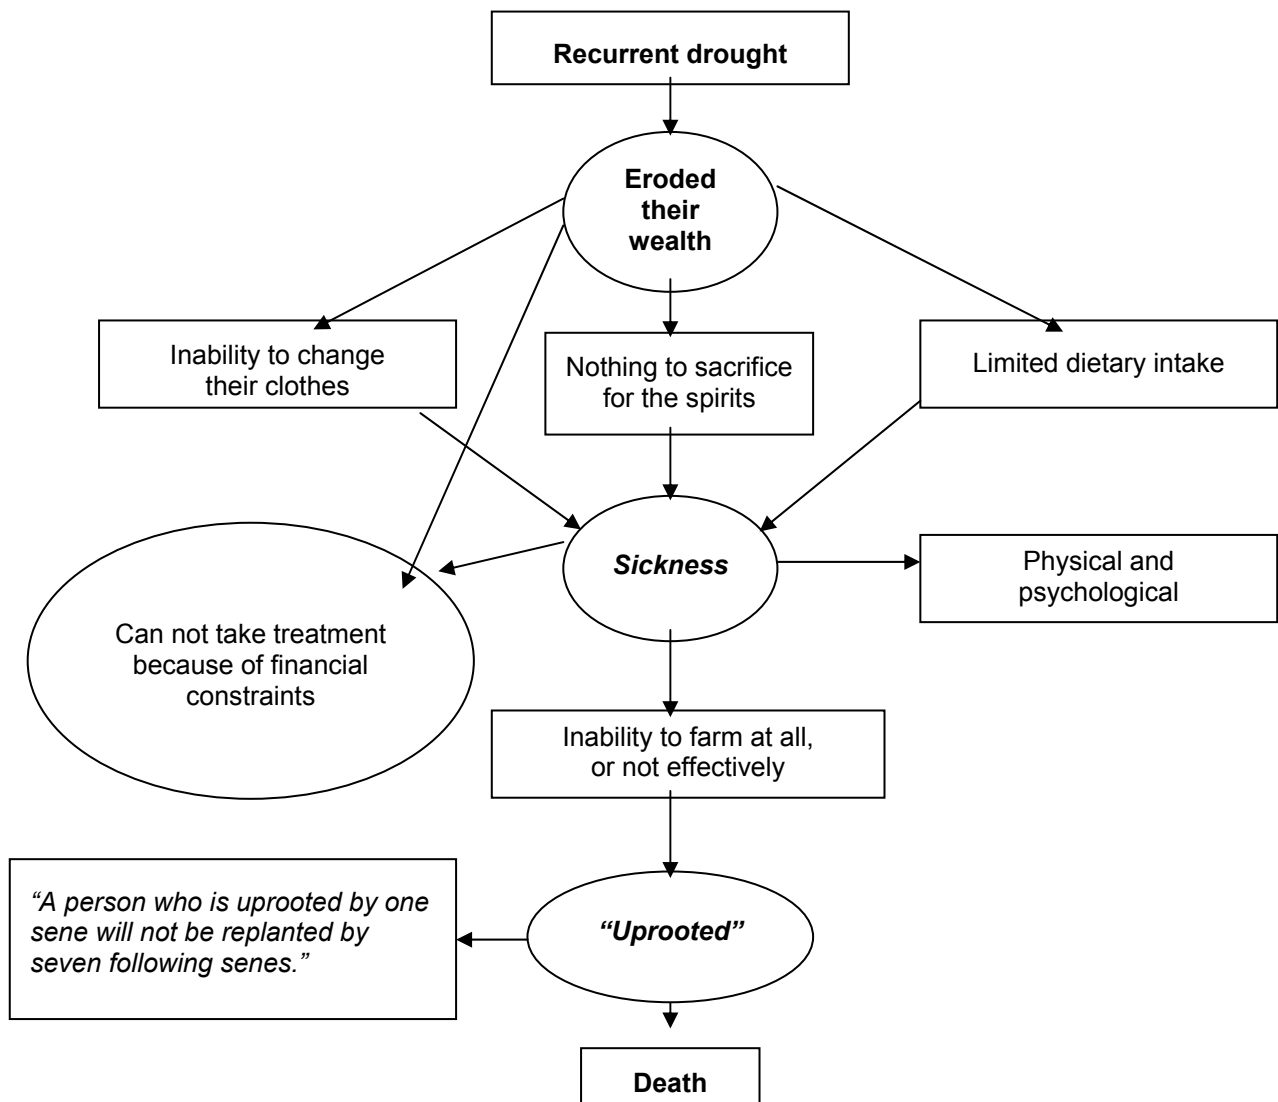 Recurrent drought
Eroded
their
wealth
Inability to change
their clothes
Nothing to sacrifice
for the spirits
Limited dietary intake
Sickness
Physical and
psychological
Can not take treatment
because of financial
constraints
Inability to farm at all,
or not effectively
“A person who is uprooted by one
sene will not be replanted by
seven following senes.”
“Uprooted”
Death